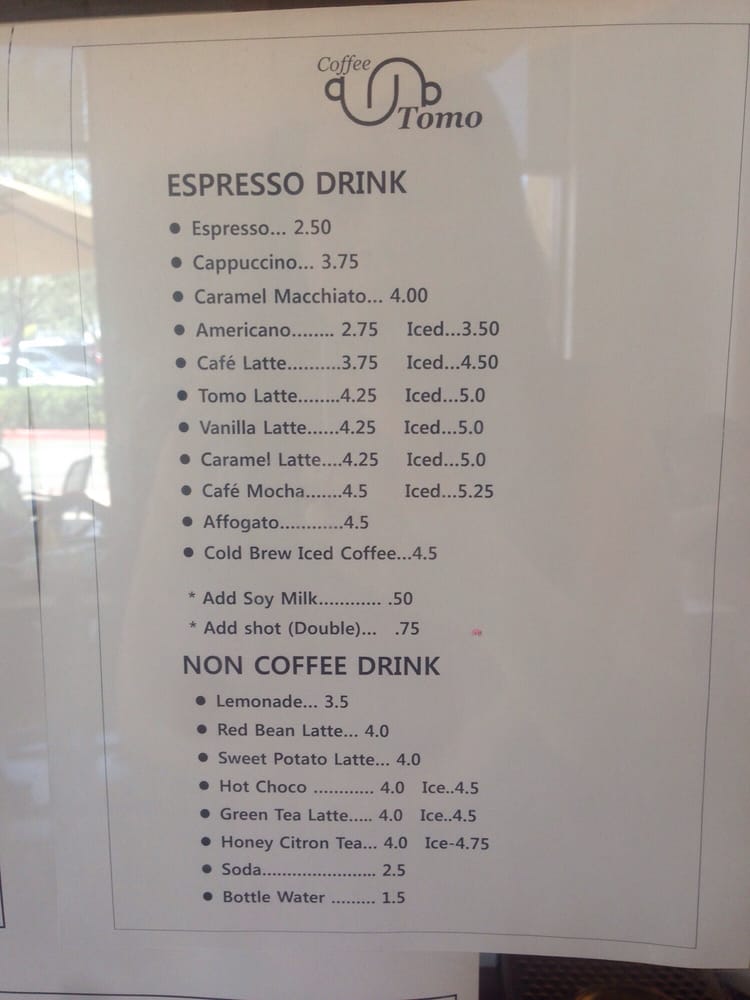 Coffee
Tomo
ESPRESSO DRINK
● Espresso... 2.50
● Cappuccino... 3.75
● Caramel Macchiato... 4.00
● Americano........ 2.75 Iced...3.50
● Café Latte..........3.75 Iced...4.50
● Tomo Latte........4.25 Iced...5.0
● Vanilla Latte......4.25 Iced...5.0
● Caramel Latte....4.25 Iced...5.0
● Café Mocha.......4.5 Iced...5.25
● Affogato............4.5
● Cold Brew Iced Coffee...4.5
* Add Soy Milk............ .50
* Add shot (Double)... .75
NON COFFEE DRINK
● Lemonade... 3.5
● Red Bean Latte... 4.0
● Sweet Potato Latte... 4.0
● Hot Choco ............ 4.0 Ice..4.5
● Green Tea Latte..... 4.0 Ice..4.5
● Honey Citron Tea... 4.0 Ice-4.75
● Soda....................... 2.5
● Bottle Water ......... 1.5